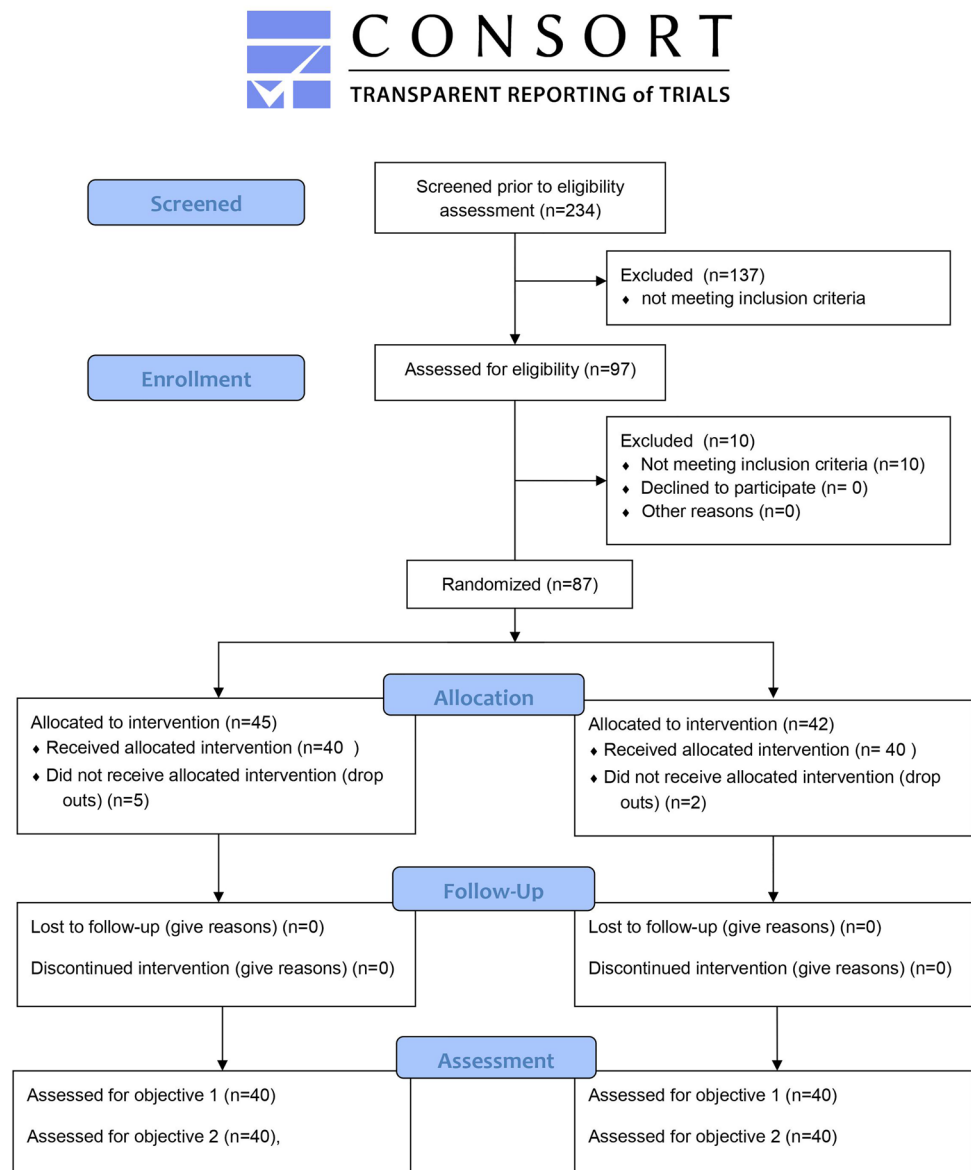 CONSORT
TRANSPARENT REPORTING of TRIALS
Screened
Screened prior to eligibility
assessment (n=234)
Excluded (n=137)
♦ not meeting inclusion criteria
Enrollment
Assessed for eligibility (n=97)
Excluded (n=10)
♦ Not meeting inclusion criteria (n=10)
♦ Declined to participate (n= 0)
♦ Other reasons (n=0)
Randomized (n=87)
Allocation
Allocated to intervention (n=45)
♦ Received allocated intervention (n=40 )
♦ Did not receive allocated intervention (drop
outs) (n=5)
Allocated to intervention (n=42)
♦ Received allocated intervention (n= 40 )
♦ Did not receive allocated intervention (drop
outs) (n=2)
Follow-Up
Lost to follow-up (give reasons) (n=0)
Discontinued intervention (give reasons) (n=0)
Lost to follow-up (give reasons) (n=0)
Discontinued intervention (give reasons) (n=0)
Assessment
Assessed for objective 1 (n=40)
Assessed for objective 2 (n=40),
Assessed for objective 1 (n=40)
Assessed for objective 2 (n=40)